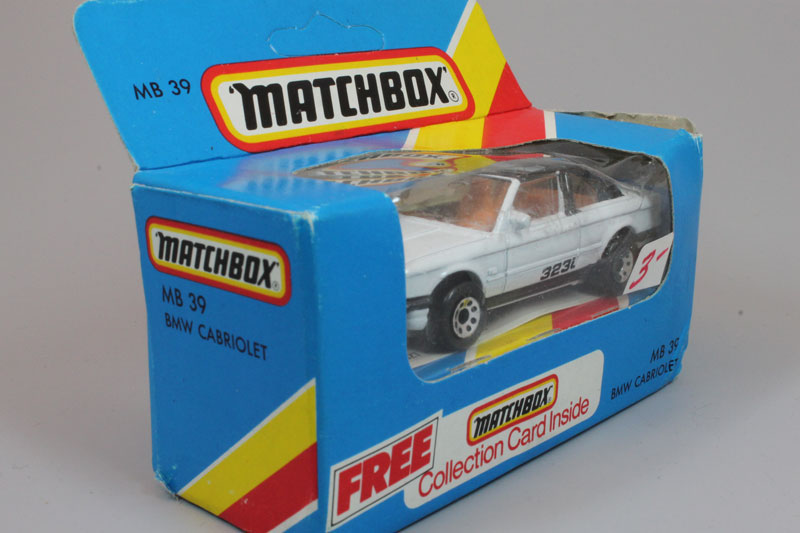 MB 39
"MATCHBOX"®
"MATCHBOX"
MB 39
BMW CABRIOLET
323i
3-
MB 39
BMW CABRIOLET
FREE
"MATCHBOX"
Collection Card Inside